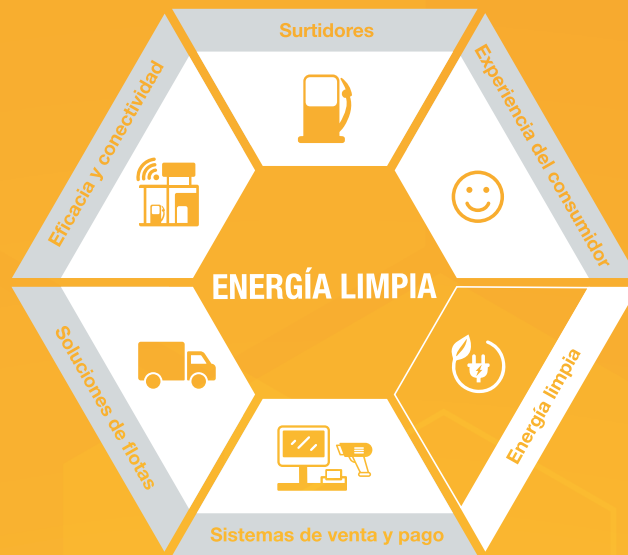 Surtidores
Eficacia y conectividad
Experiencia del consumidor
ENERGÍA LIMPIA
Soluciones de flotas
Energía limpia
Sistemas de venta y pago